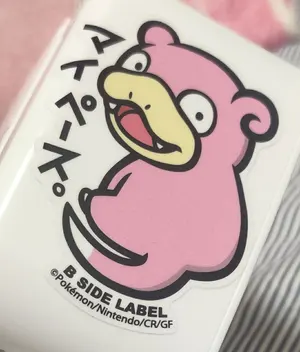 マイペース。
B SIDE LABEL
©Pokémon/Nintendo/CR/GF